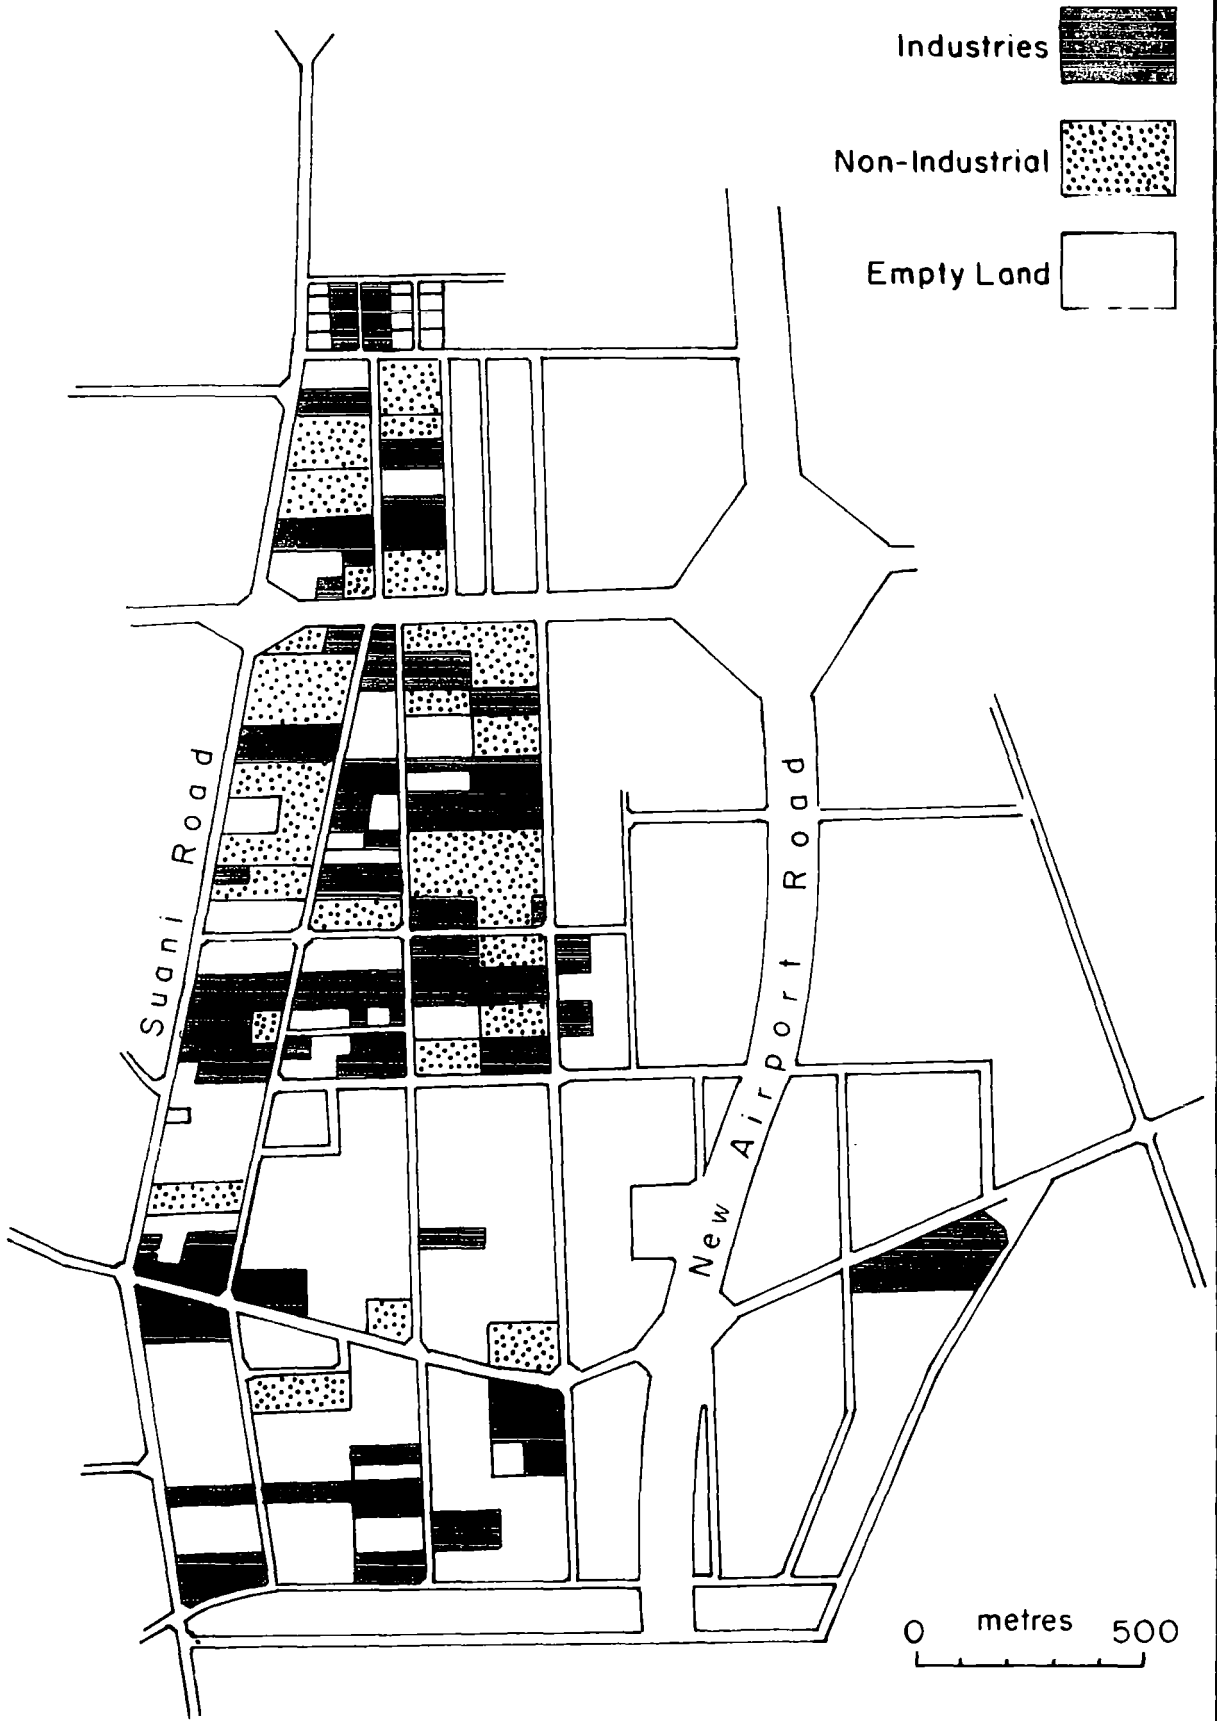 Industries
Non-Industrial
Empty Land
Suani Road
New Airport Road
metres
0 500